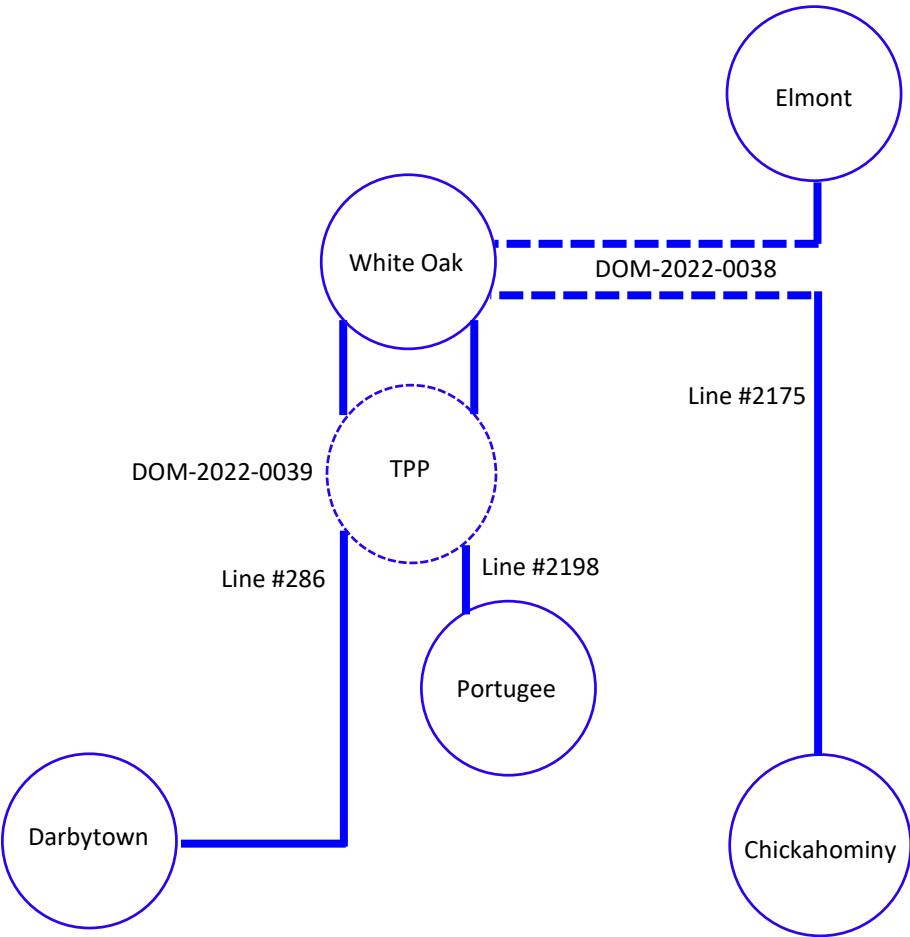 Elmont
White Oak
DOM-2022-0038
Line #2175
DOM-2022-0039
TPP
Line #286
Line #2198
Portugee
Darbytown
Chickahominy